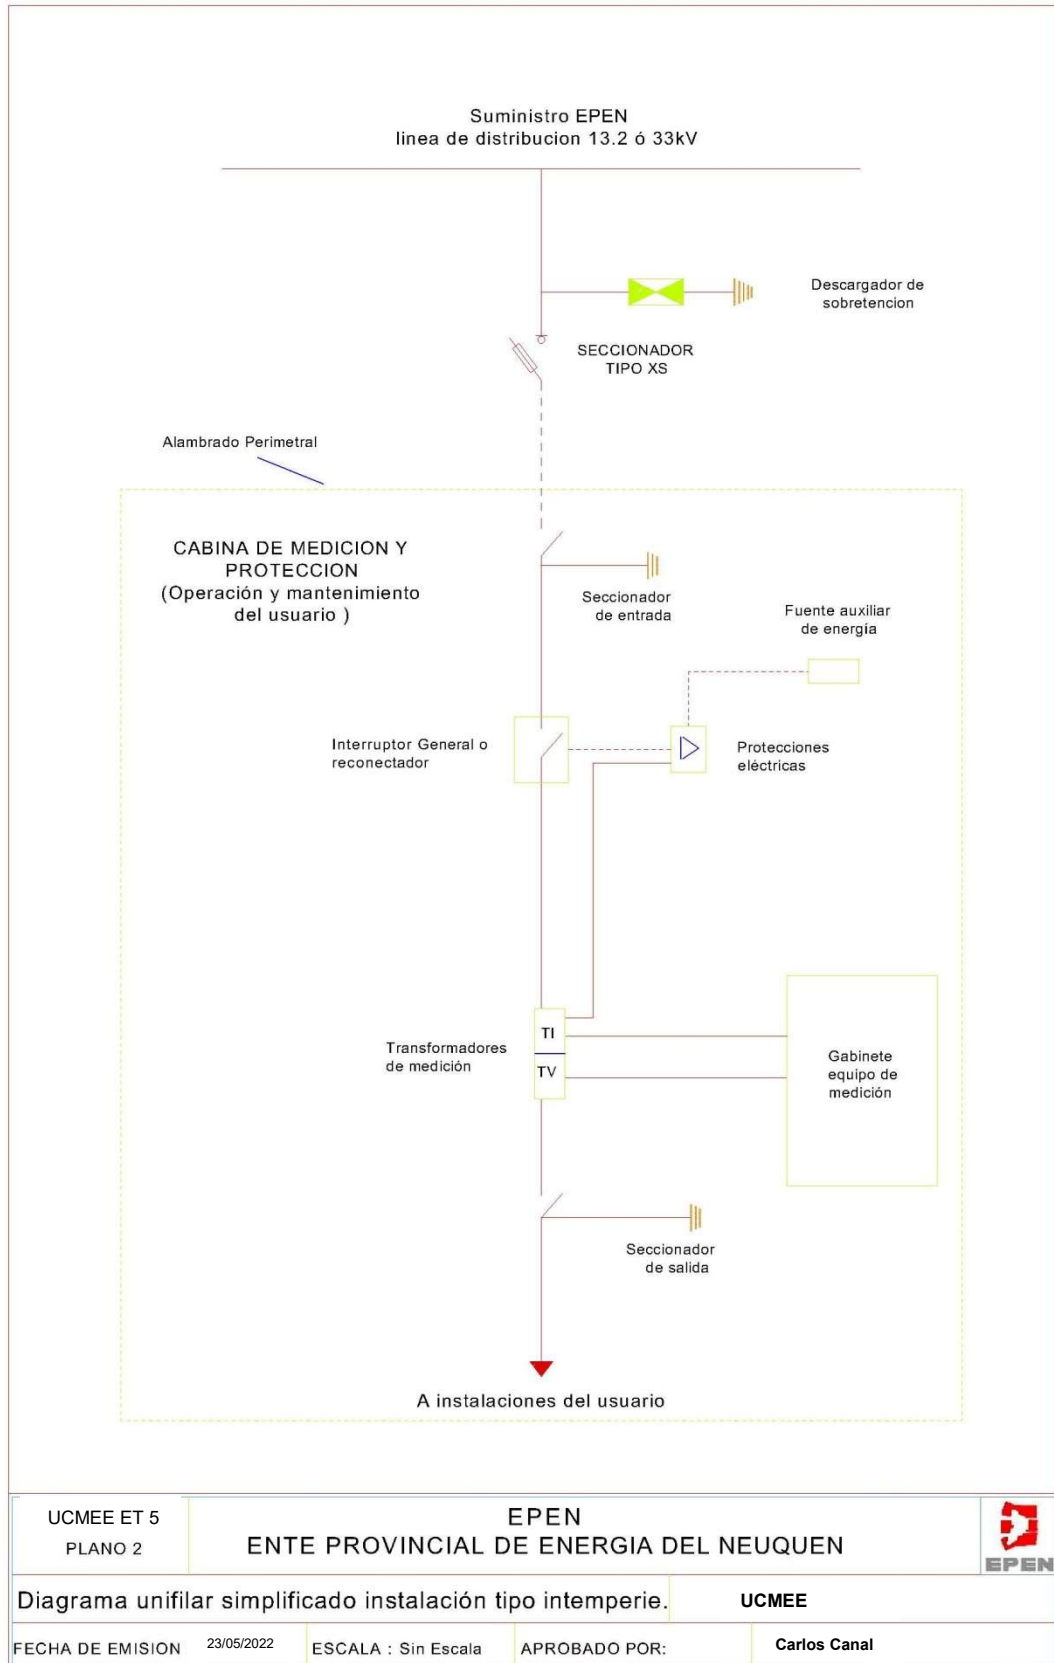 Suministro EPEN
linea de distribucion 13.2 ó 33kV
Descargador de
sobretencion
SECCIONADOR
TIPO XS
Alambrado Perimetral
CABINA DE MEDICION Y
PROTECCION
(Operación y mantenimiento
del usuario )
Seccionador
de entrada
Fuente auxiliar
de energía
Interruptor General o
reconectador
Protecciones
eléctricas
Transformadores
de medición
TI
TV
Gabinete
equipo de
medición
Seccionador
de salida
A instalaciones del usuario
UCMEE ET 5
PLANO 2
EPEN
ENTE PROVINCIAL DE ENERGIA DEL NEUQUEN
EPEN
Diagrama unifilar simplificado instalación tipo intemperie.
UCMEE
FECHA DE EMISION 23/05/2022
ESCALA : Sin Escala
APROBADO POR:
Carlos Canal